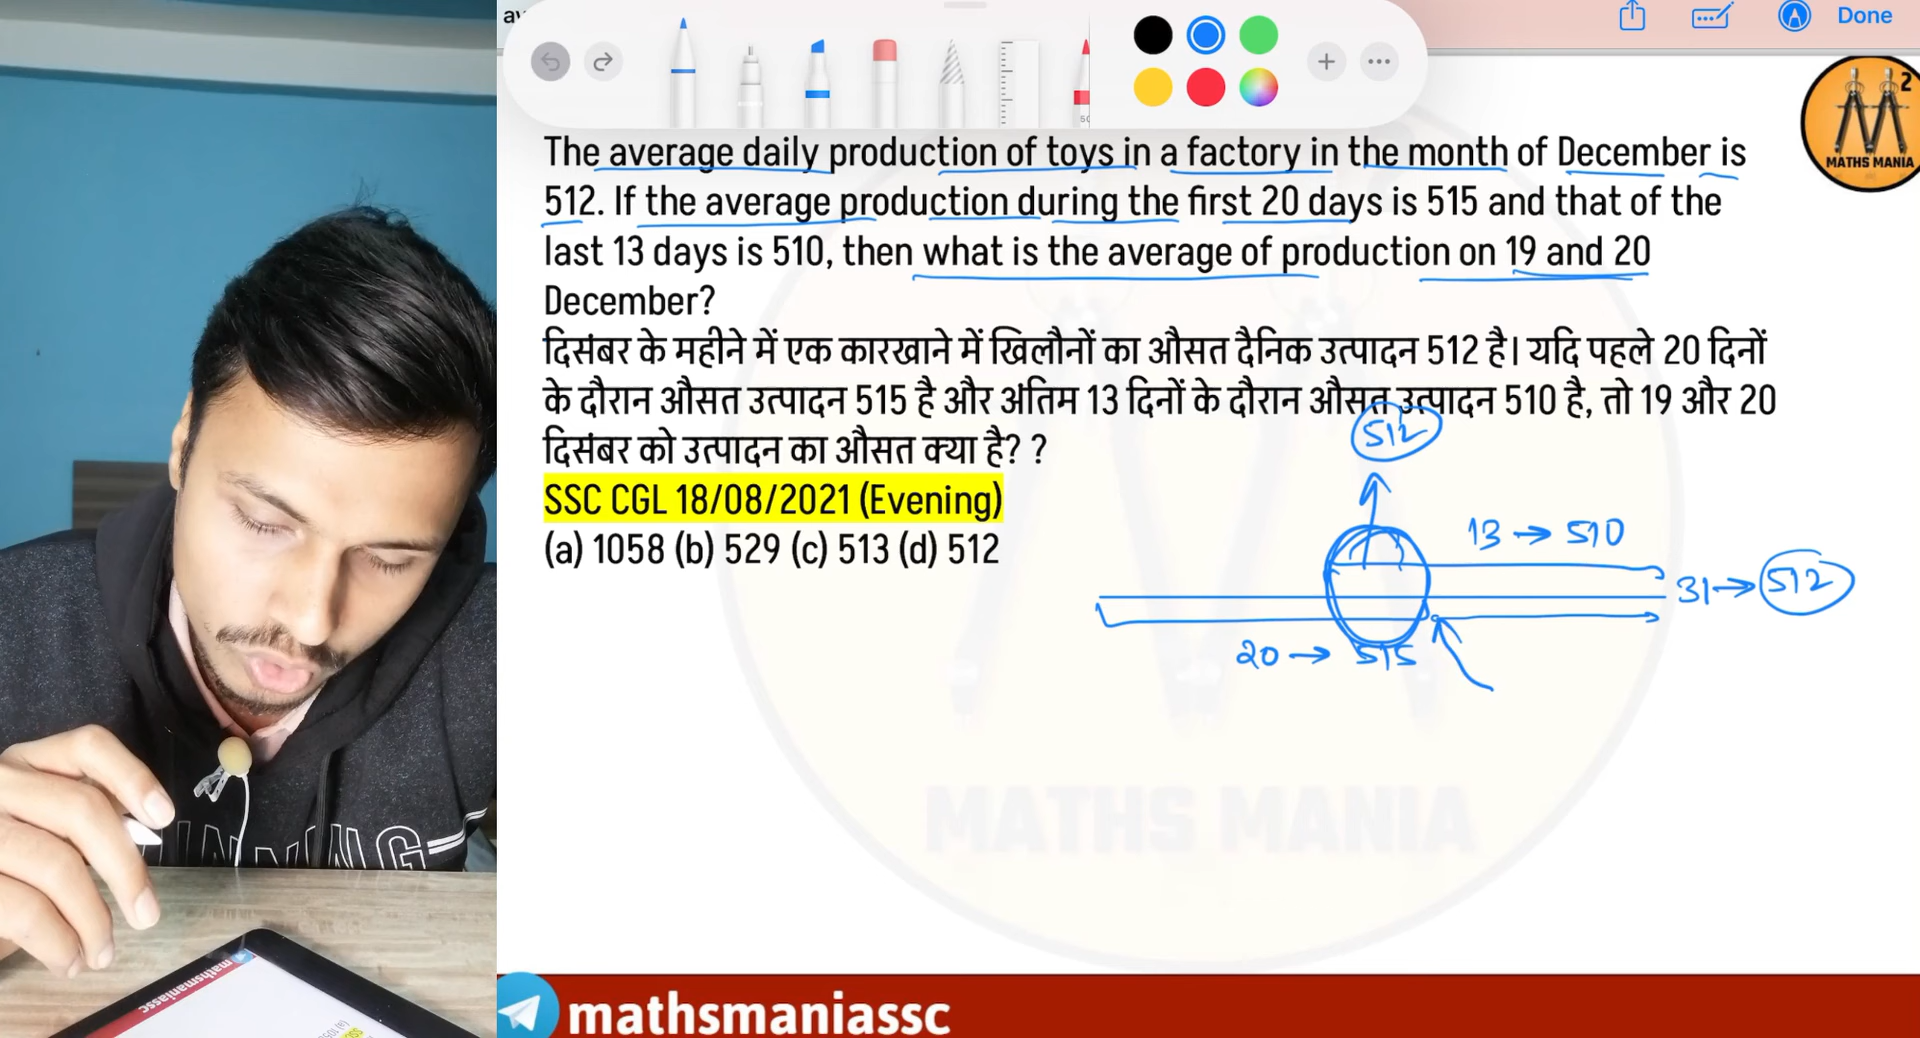 Done
The average daily production of toys in a factory in the month of December is
512. If the average production during the first 20 days is 515 and that of the
last 13 days is 510, then what is the average of production on 19 and 20
December?
दिसंबर के महीने में एक कारखाने में खिलौनों का औसत दैनिक उत्पादन 512 है। यदि पहले 20 दिनों
के दौरान औसत उत्पादन 515 है और अंतिम 13 दिनों के दौरान औसत उत्पादन 510 है, तो 19 और 20
दिसंबर को उत्पादन का औसत क्या है? ?
SSC CGL 18/08/2021 (Evening)
(a) 1058 (b) 529 (c) 513 (d) 512
512
13 → 510
31 → 512
20 → 515
2
MATHS MANIA
MATHS MANIA
mathsmaniassc
mathsmaniassc